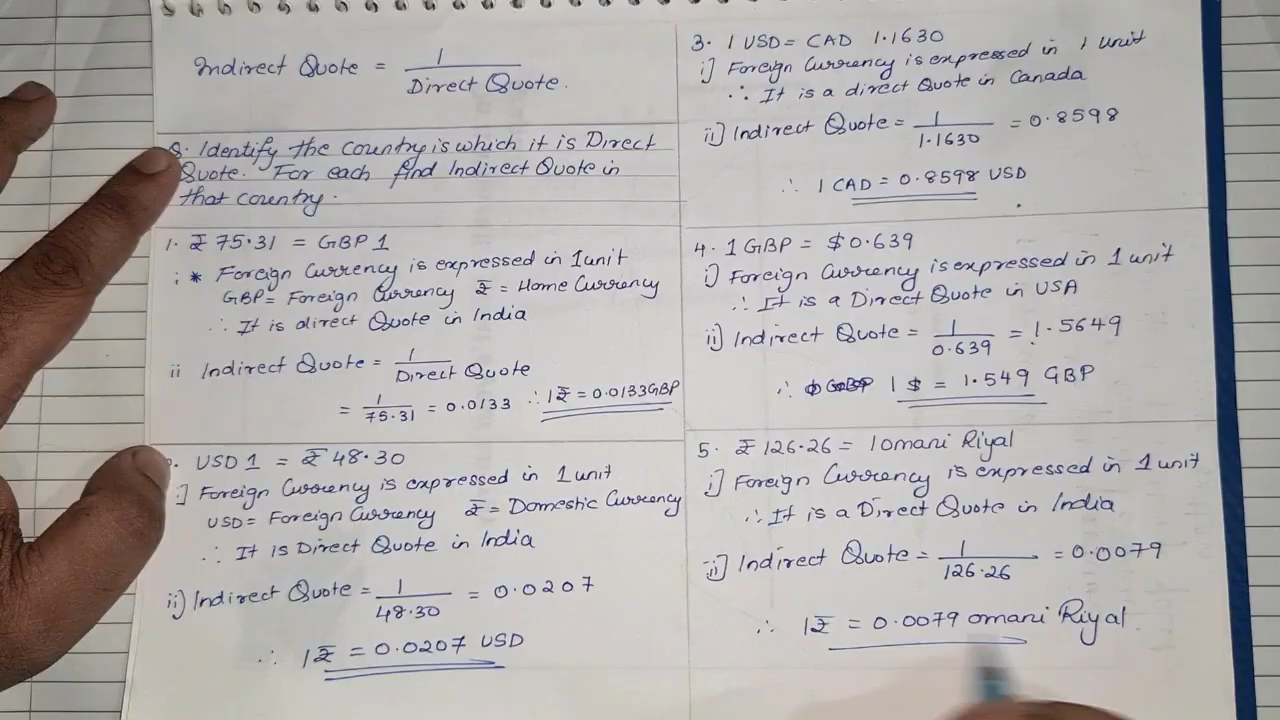 Indirect Quote = 1
Direct Quote.
Q. Identify the country is which it is Direct
Quote. For each find Indirect Quote in
that country.
1. ₹ 75.31 = GBP 1
i * Foreign Currency is expressed in 1 unit
GBP = Foreign Currency ₹ = Home Currency
∴ It is direct Quote in India
ii Indirect Quote = 1
Direct Quote
= 1 = 0.0133 ∴ 1₹ = 0.0133 GBP
75.31
USD 1 = ₹ 48.30
i] Foreign Currency is expressed in 1 unit
USD = Foreign Currency ₹ = Domestic Currency
∴ It is Direct Quote in India
ii) Indirect Quote = 1 = 0.0207
48.30
∴ 1₹ = 0.0207 USD
3. 1 USD = CAD 1.1630
i] Foreign Currency is expressed in 1 unit
∴ It is a direct Quote in Canada
ii] Indirect Quote = 1 = 0.8598
1.1630
∴ 1 CAD = 0.8598 USD
4. 1 GBP = $ 0.639
i) Foreign Currency is expressed in 1 unit
∴ It is a Direct Quote in USA
ii] Indirect Quote = 1 = 1.5649
0.639
∴ 1 $ = 1.549 GBP
5. ₹ 126.26 = 1 omani Riyal
i] Foreign Currency is expressed in 1 unit
∴ It is a Direct Quote in India
ii] Indirect Quote = 1 = 0.0079
126.26
∴ 1₹ = 0.0079 omani Riyal